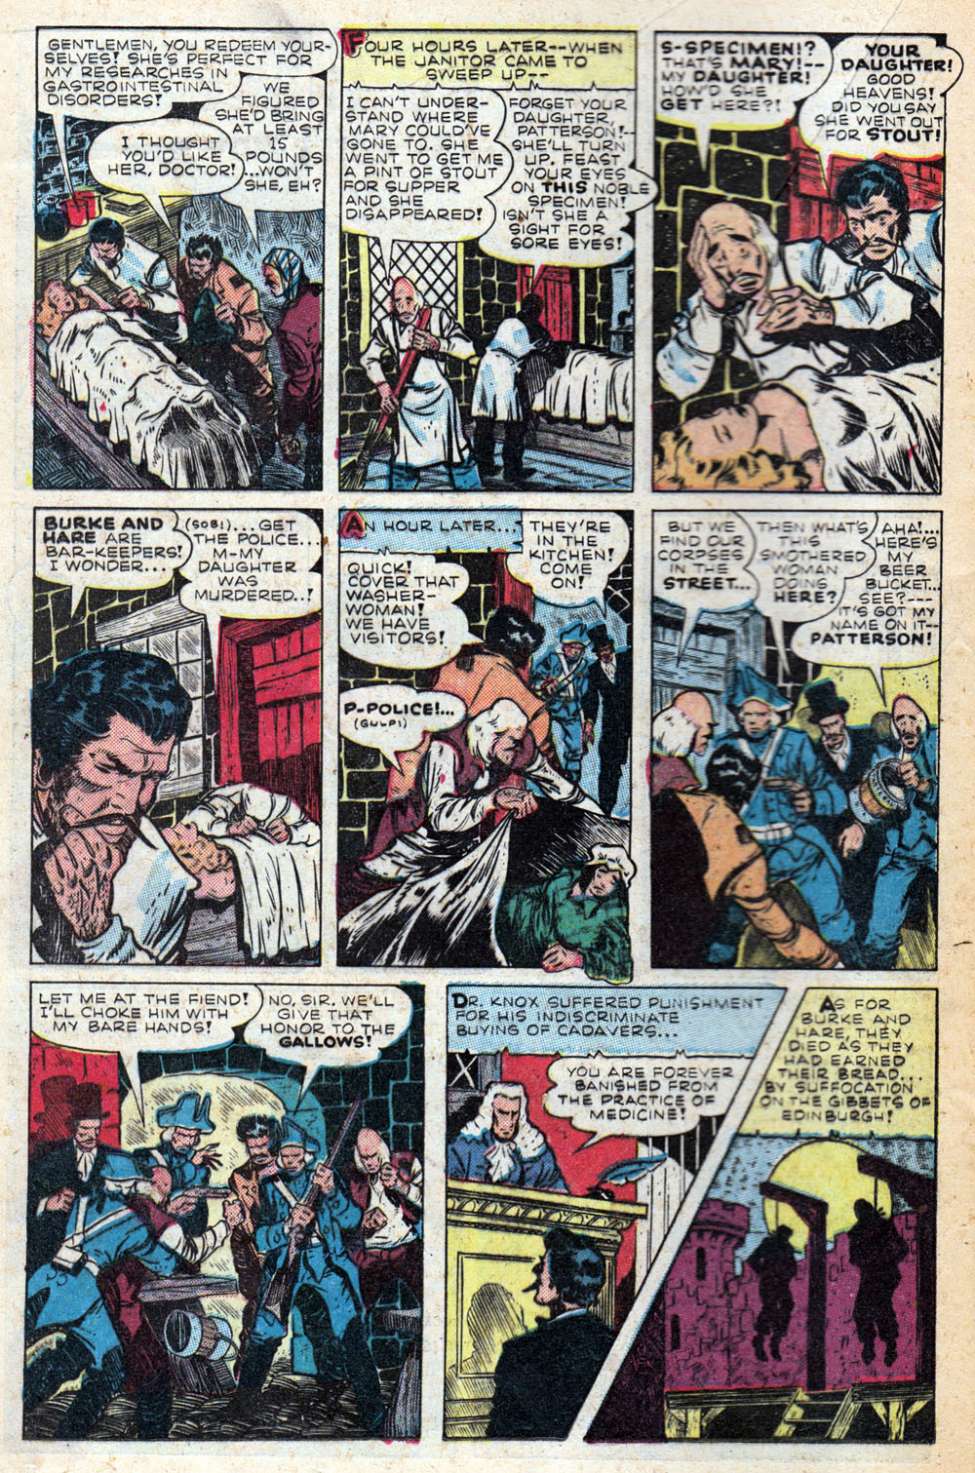 GENTLEMEN, YOU REDEEM YOUR-
SELVES! SHE'S PERFECT FOR
MY RESEARCHES IN
GASTROINTESTINAL
DISORDERS!
I THOUGHT
YOU'D LIKE
HER, DOCTOR!
WE
FIGURED
SHE'D BRING
AT LEAST
15
POUNDS
...WON'T
SHE, EH?
FOUR HOURS LATER--WHEN
THE JANITOR CAME TO
SWEEP UP--
I CAN'T UNDER-
STAND WHERE
MARY COULD'VE
GONE TO. SHE
WENT TO GET ME
A PINT OF STOUT
FOR SUPPER
AND SHE
DISAPPEARED!
FORGET YOUR
DAUGHTER,
PATTERSON!--
SHE'LL TURN
UP. FEAST
YOUR EYES
ON THIS NOBLE
SPECIMEN!
ISN'T SHE A
SIGHT FOR
SORE EYES!
S-SPECIMEN!?
THAT'S MARY!--
MY DAUGHTER!
HOW'D SHE
GET HERE?!
YOUR
DAUGHTER!
GOOD
HEAVENS!
DID YOU SAY
SHE WENT OUT
FOR STOUT!
BURKE AND
HARE ARE
BAR-KEEPERS!
I WONDER...
(SOB!)...GET
THE POLICE...
M-MY
DAUGHTER
WAS
MURDERED..!
AN HOUR LATER...
QUICK!
COVER THAT
WASHER-
WOMAN!
WE HAVE
VISITORS!
THEY'RE
IN THE
KITCHEN!
COME
ON!
P-POLICE!...
(GULP!)
BUT WE
FIND OUR
CORPSES
IN THE
STREET...
THEN WHAT'S
THIS
SMOTHERED
WOMAN
DOING
HERE?
AHA!...
HERE'S
MY
BEER
BUCKET...
SEE?---
IT'S GOT MY
NAME ON IT--
PATTERSON!
LET ME AT THE FIEND!
I'LL CHOKE HIM WITH
MY BARE HANDS!
NO, SIR. WE'LL
GIVE THAT
HONOR TO THE
GALLOWS!
DR. KNOX SUFFERED PUNISHMENT
FOR HIS INDISCRIMINATE
BUYING OF CADAVERS...
YOU ARE FOREVER
BANISHED FROM
THE PRACTICE OF
MEDICINE!
AS FOR
BURKE AND
HARE, THEY
DIED AS THEY
HAD EARNED
THEIR BREAD...
BY SUFFOCATION
ON THE GIBBETS OF
EDINBURGH!